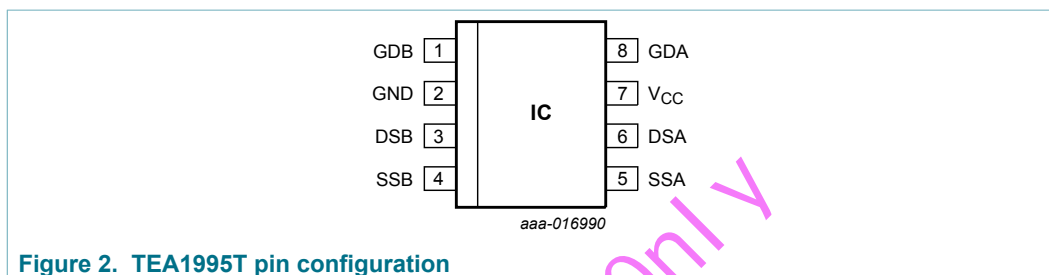 GDB 1
GND 2
DSB 3
SSB 4
IC
8 GDA
7 VCC
6 DSA
5 SSA
aaa-016990
only
Figure 2. TEA1995T pin configuration